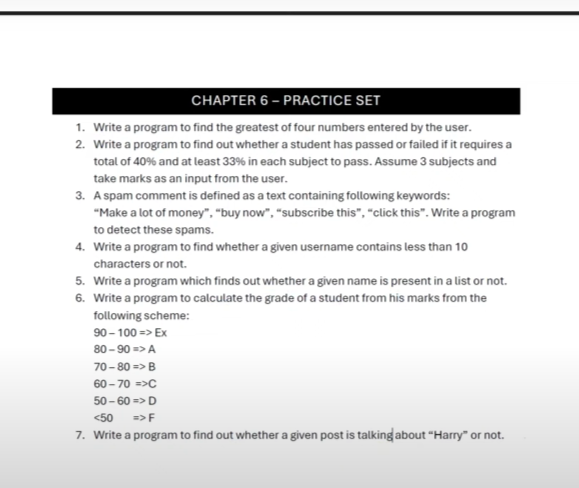 CHAPTER 6 – PRACTICE SET
1. Write a program to find the greatest of four numbers entered by the user.
2. Write a program to find out whether a student has passed or failed if it requires a
total of 40% and at least 33% in each subject to pass. Assume 3 subjects and
take marks as an input from the user.
3. A spam comment is defined as a text containing following keywords:
“Make a lot of money”, “buy now”, “subscribe this”, “click this”. Write a program
to detect these spams.
4. Write a program to find whether a given username contains less than 10
characters or not.
5. Write a program which finds out whether a given name is present in a list or not.
6. Write a program to calculate the grade of a student from his marks from the
following scheme:
90 – 100 => Ex
80 – 90 => A
70 – 80 => B
60 – 70 =>C
50 – 60 => D
<50 => F
7. Write a program to find out whether a given post is talking about “Harry” or not.